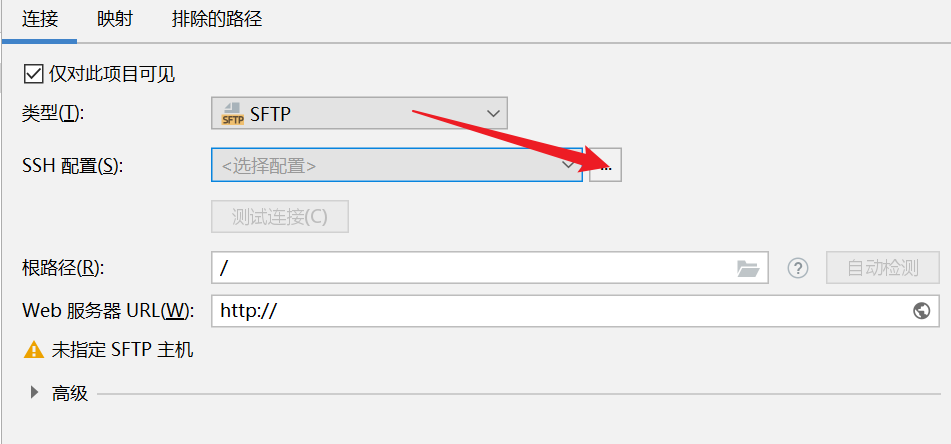 连接 映射 排除的路径
仅对此项目可见
类型(T): SFTP SFTP
SSH 配置(S): <选择配置> ...
测试连接(C)
根路径(R): / ? 自动检测
Web 服务器 URL(W): http://
未指定 SFTP 主机
高级